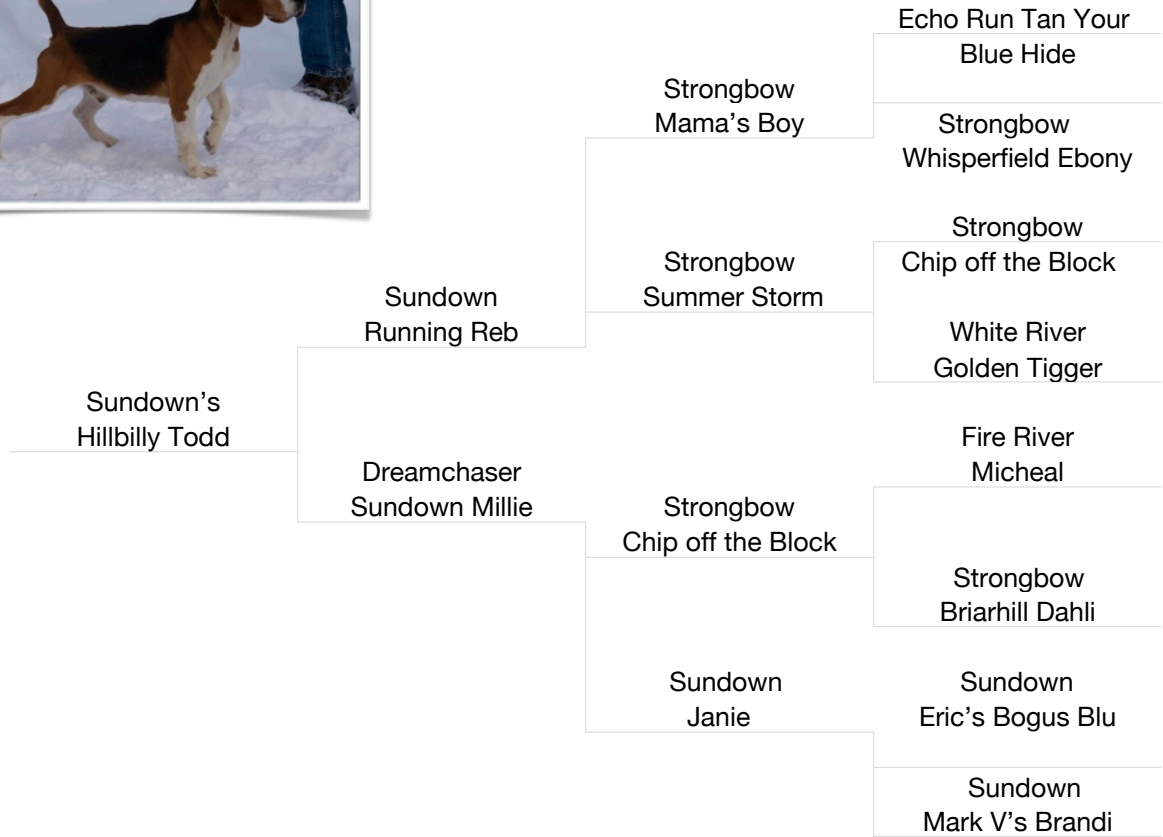 Echo Run Tan Your
Blue Hide
Strongbow
Mama's Boy
Strongbow
Whisperfield Ebony
Strongbow
Chip off the Block
Strongbow
Summer Storm
Sundown
Running Reb
White River
Golden Tigger
Sundown's
Hillbilly Todd
Fire River
Micheal
Dreamchaser
Sundown Millie
Strongbow
Chip off the Block
Strongbow
Briarhill Dahli
Sundown
Janie
Sundown
Eric's Bogus Blu
Sundown
Mark V's Brandi